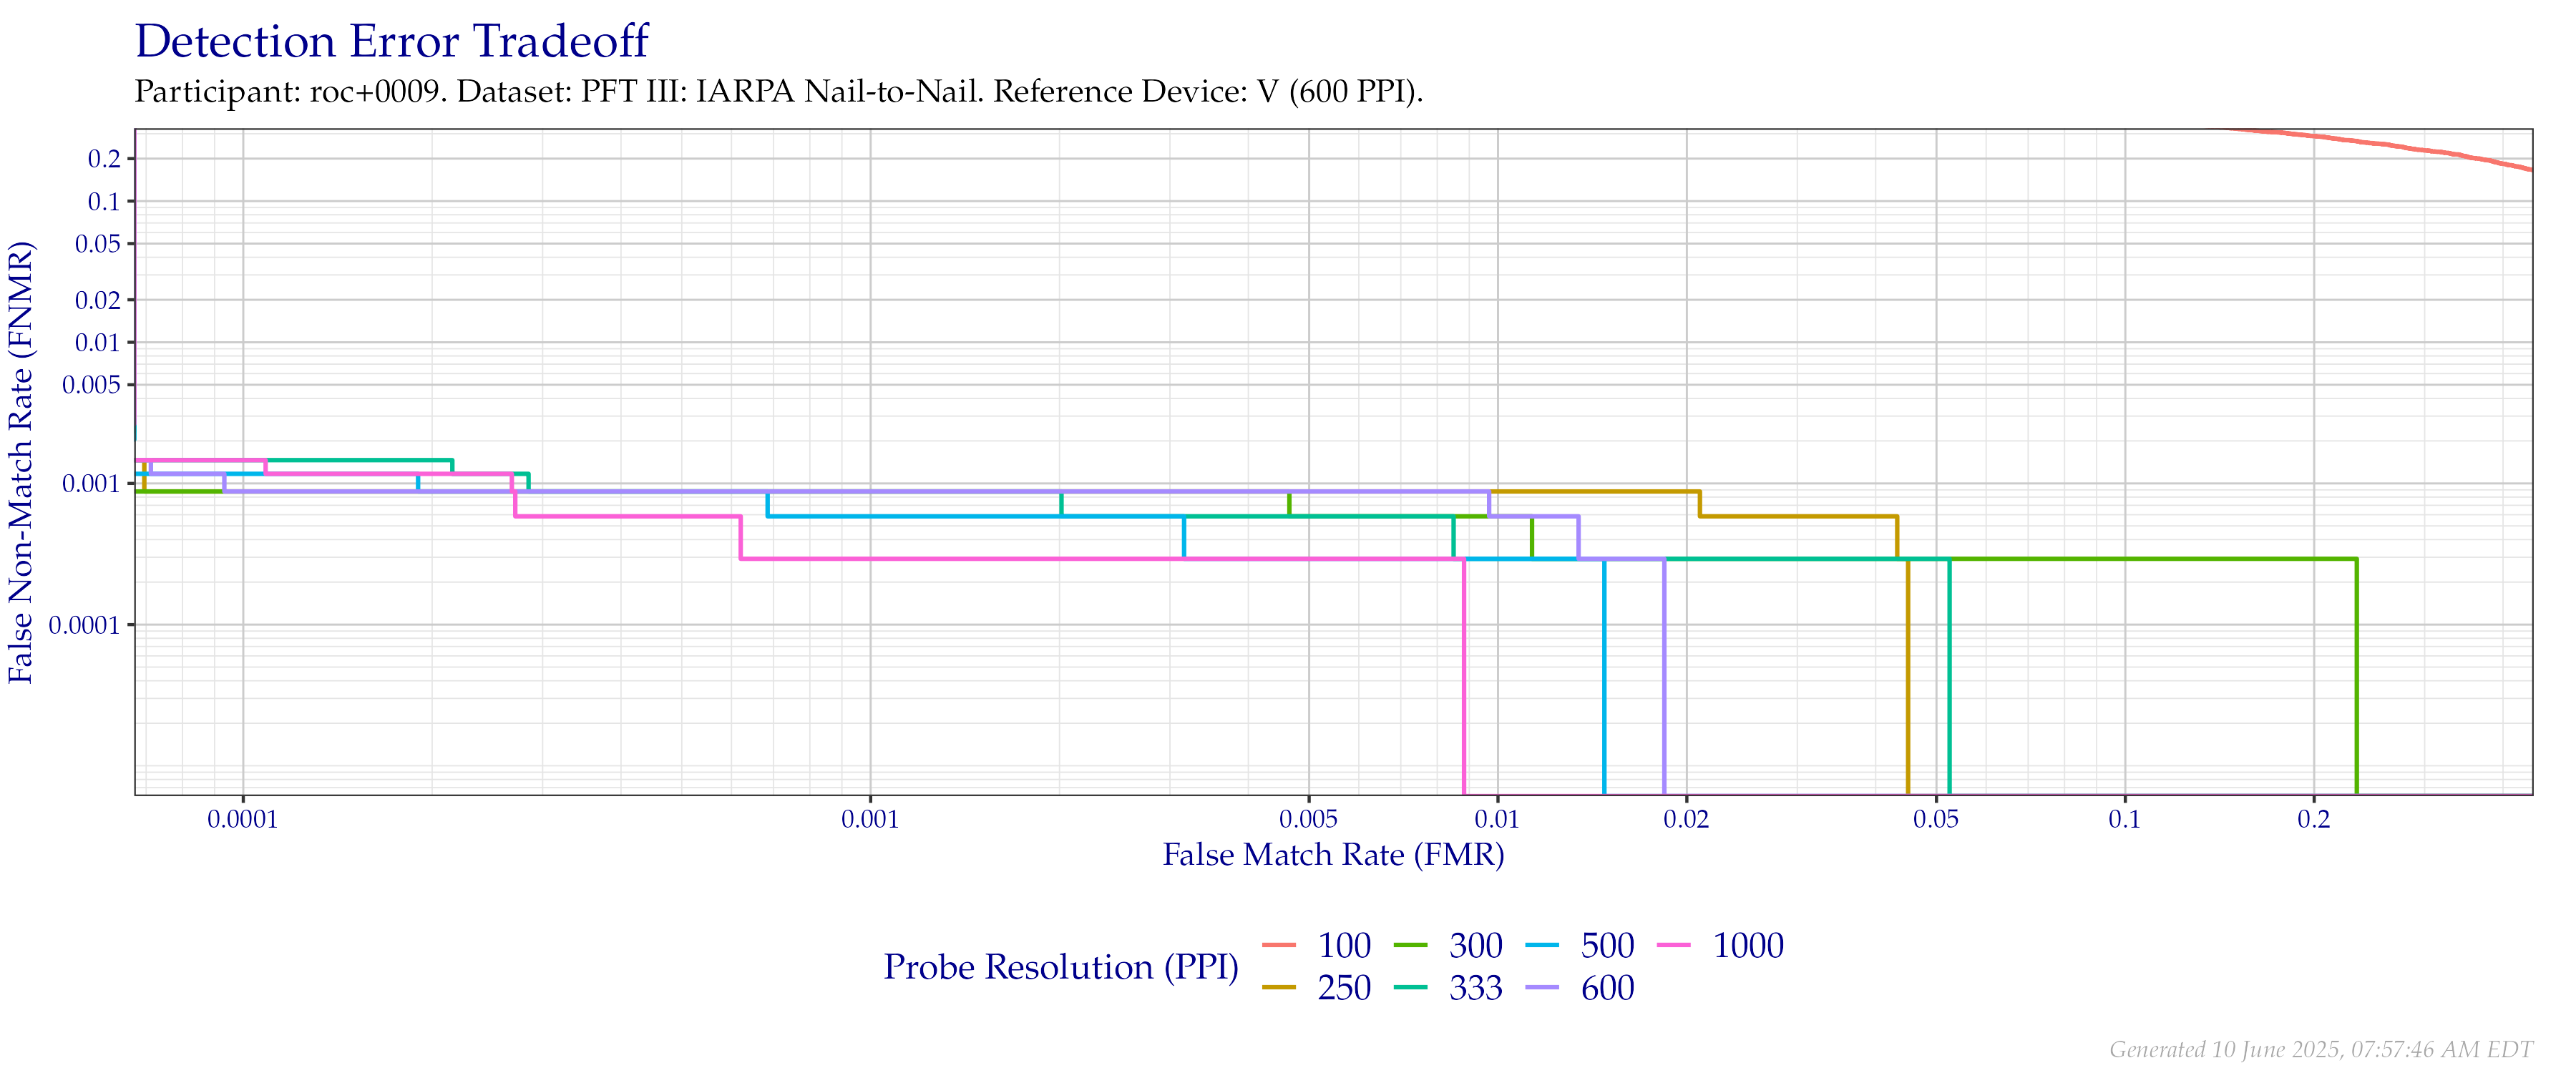 Detection Error Tradeoff
Participant: roc+0009. Dataset: PFT III: IARPA Nail-to-Nail. Reference Device: V (600 PPI).
False Non-Match Rate (FNMR)
0.2
0.1
0.05
0.02
0.01
0.005
0.001
0.0001
0.0001 0.001 0.005 0.01 0.02 0.05 0.1 0.2
False Match Rate (FMR)
Probe Resolution (PPI)
100 300 500 1000
250 333 600
Generated 10 June 2025, 07:57:46 AM EDT